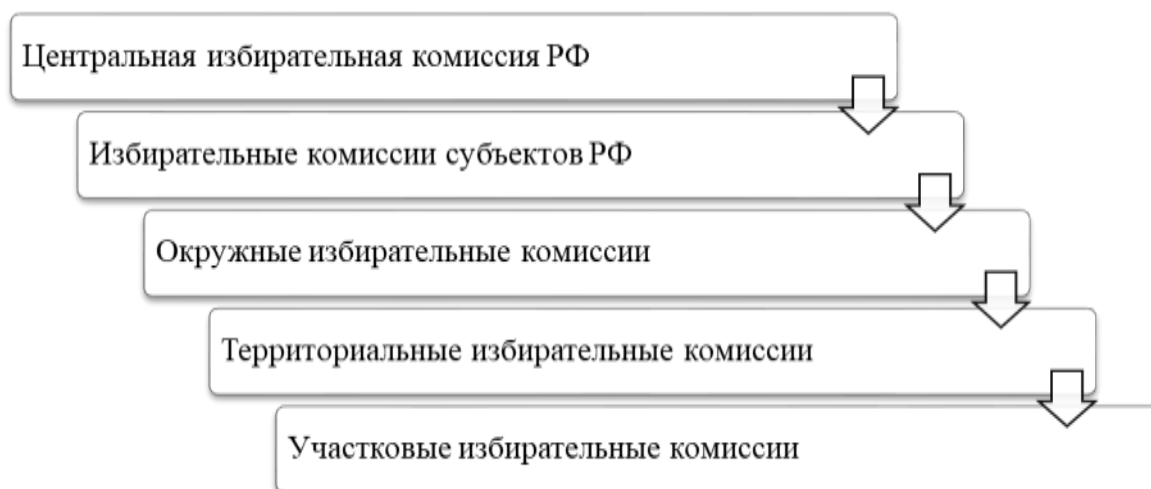 Центральная избирательная комиссия РФ
Избирательные комиссии субъектов РФ
Окружные избирательные комиссии
Территориальные избирательные комиссии
Участковые избирательные комиссии